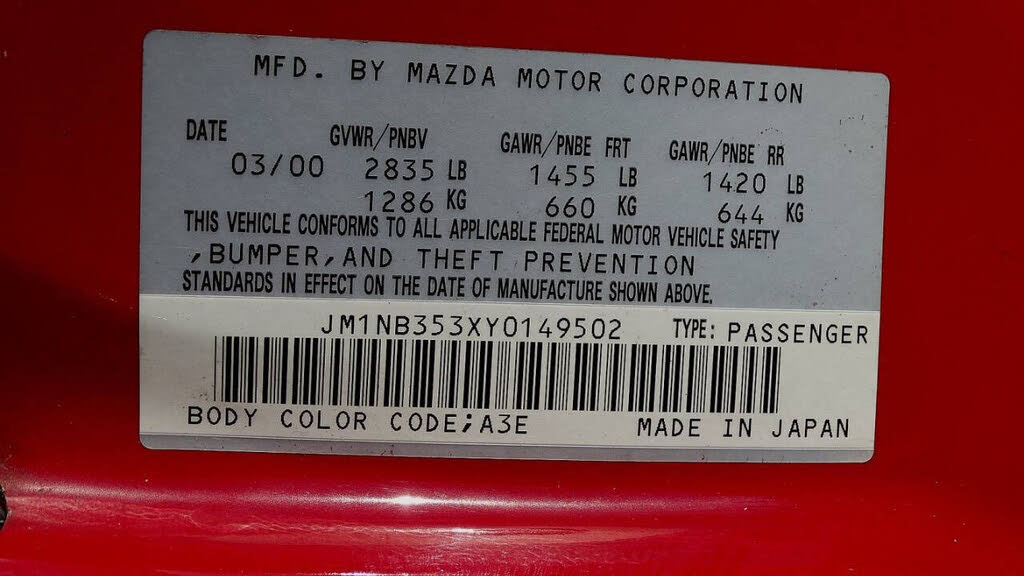 MFD. BY MAZDA MOTOR CORPORATION
DATE GVWR/PNBV GAWR/PNBE FRT GAWR/PNBE RR
03/00 2835 LB 1455 LB 1420 LB
1286 KG 660 KG 644 KG
THIS VEHICLE CONFORMS TO ALL APPLICABLE FEDERAL MOTOR VEHICLE SAFETY
,BUMPER,AND THEFT PREVENTION
STANDARDS IN EFFECT ON THE DATE OF MANUFACTURE SHOWN ABOVE.
JM1NB353XY0149502 TYPE: PASSENGER
BODY COLOR CODE;A3E MADE IN JAPAN